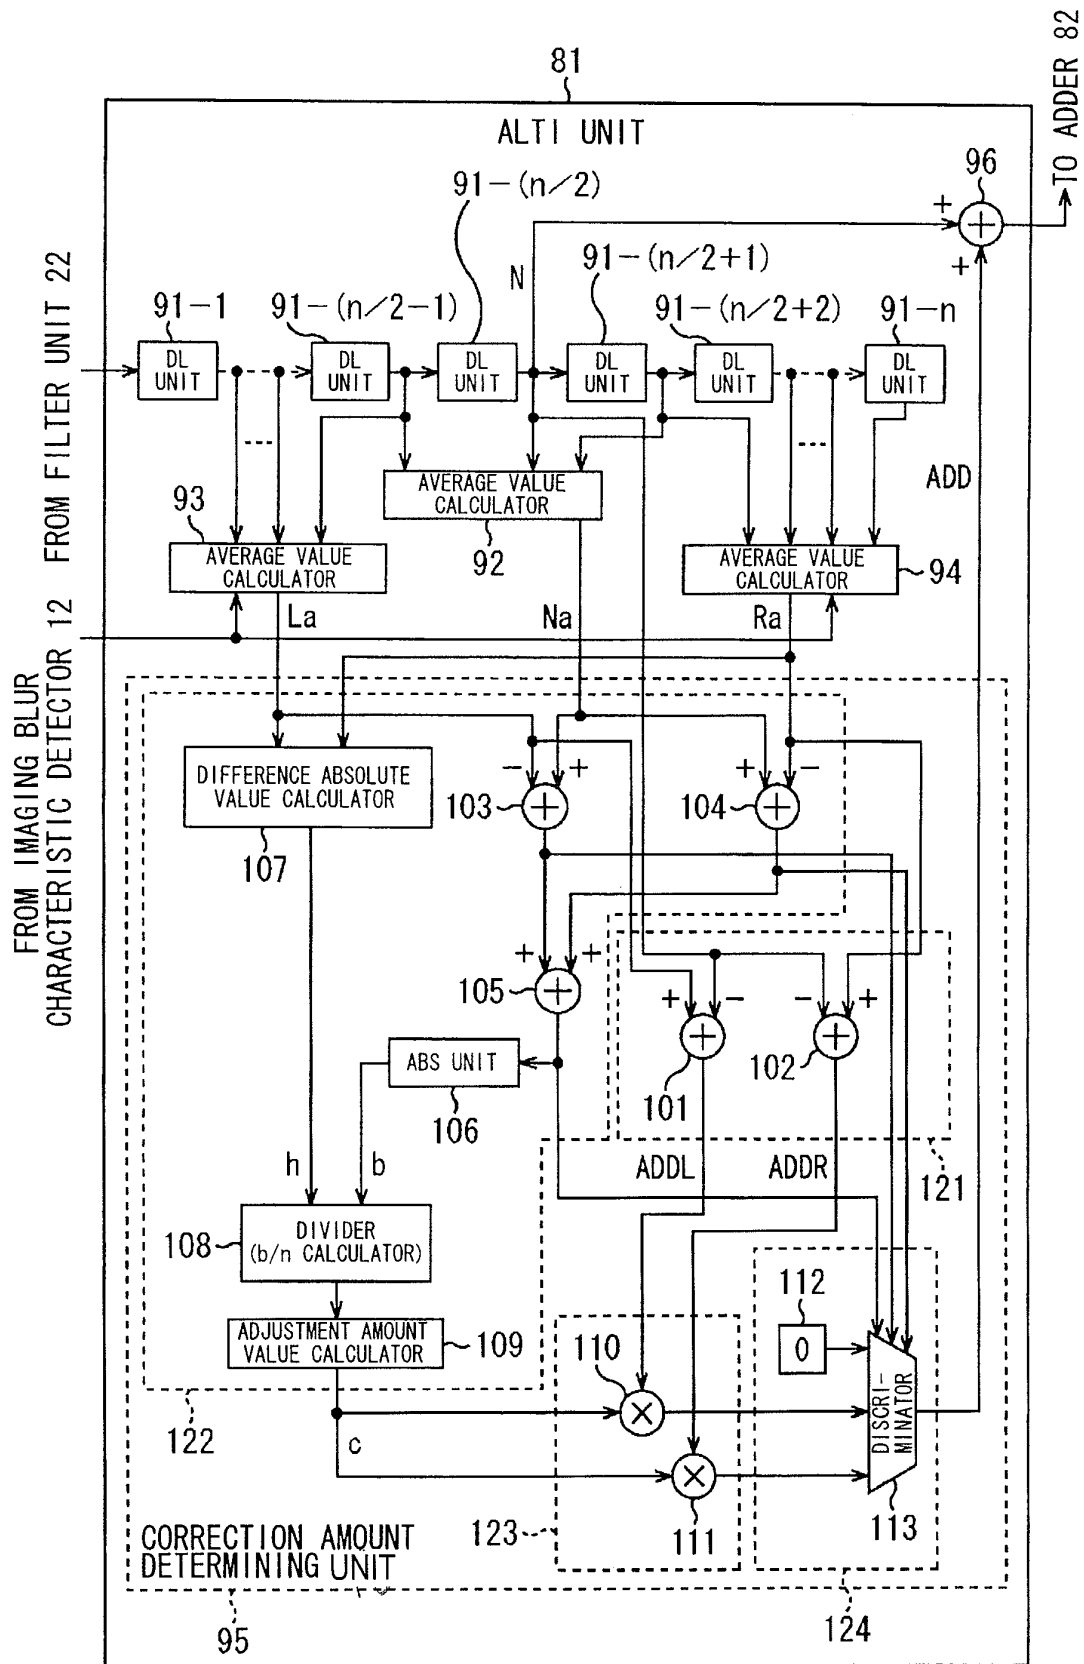 81
TO ADDER 82
ALTI UNIT
96
+
+
91-(n/2)
N
91-(n/2+1)
91-1
91-(n/2-1)
91-(n/2+2)
91-n
FROM FILTER UNIT 22
DL
UNIT
DL
UNIT
DL
UNIT
DL
UNIT
DL
UNIT
DL
UNIT
ADD
AVERAGE VALUE
CALCULATOR
92
93
AVERAGE VALUE
CALCULATOR
AVERAGE VALUE
CALCULATOR
94
La
Na
Ra
FROM IMAGING BLUR
CHARACTERISTIC DETECTOR 12
DIFFERENCE ABSOLUTE
VALUE CALCULATOR
107
-
+
103
+
+
-
104
+
+
+
105
+
+
-
+
101
-
+
+
102
ABS UNIT
106
h
b
ADDL
ADDR
121
108
DIVIDER
(b/n CALCULATOR)
112
0
ADJUSTMENT AMOUNT
VALUE CALCULATOR
109
110
×
DISCRI-
MINATOR
122
c
×
111
113
123
CORRECTION AMOUNT
DETERMINING UNIT
95
124